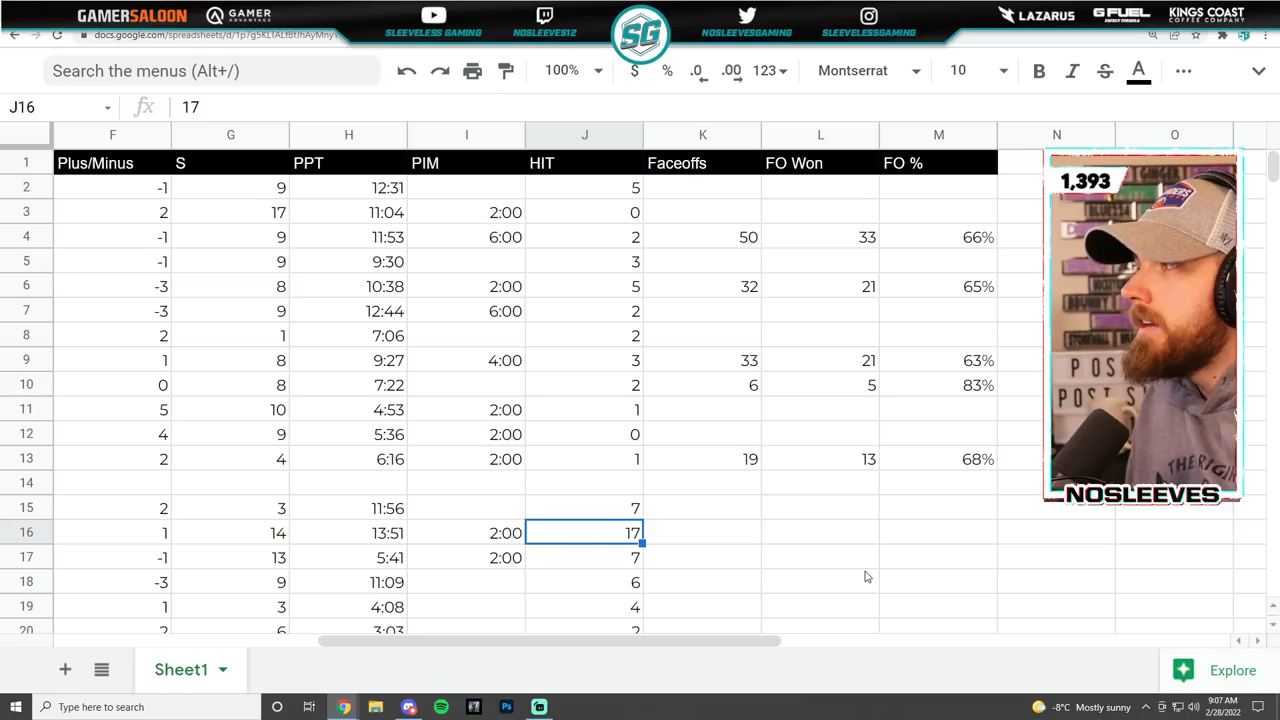 GAMERSALOON GAMER ADVANTAGE SLEEVELESS GAMING NOSLEEVES12 SG NOSLEEVESGAMING SLEEVELESSGAMING LAZARUS G FUEL ENERGY FORMULA KINGS COAST COFFEE COMPANY
Search the menus (Alt+/) 100% $ % .0 .00 123 Montserrat 10 B I S A
J16 fx 17
F G H I J K L M N O
1 Plus/Minus S PPT PIM HIT Faceoffs FO Won FO %
2 -1 9 12:31 5
3 2 17 11:04 2:00 0
4 -1 9 11:53 6:00 2 50 33 66%
5 -1 9 9:30 3
6 -3 8 10:38 2:00 5 32 21 65%
7 -3 9 12:44 6:00 2
8 2 1 7:06 2
9 1 8 9:27 4:00 3 33 21 63%
10 0 8 7:22 2 6 5 83%
11 5 10 4:53 2:00 1
12 4 9 5:36 2:00 0
13 2 4 6:16 2:00 1 19 13 68%
14
15 2 3 11:56 7
16 1 14 13:51 2:00 17
17 -1 13 5:41 2:00 7
18 -3 9 11:09 6
19 1 3 4:08 4
20 2 6 3:03 2
1,393
NOSLEEVES
Sheet1
Explore
Type here to search
-8°C Mostly sunny
9:07 AM
2/28/2022